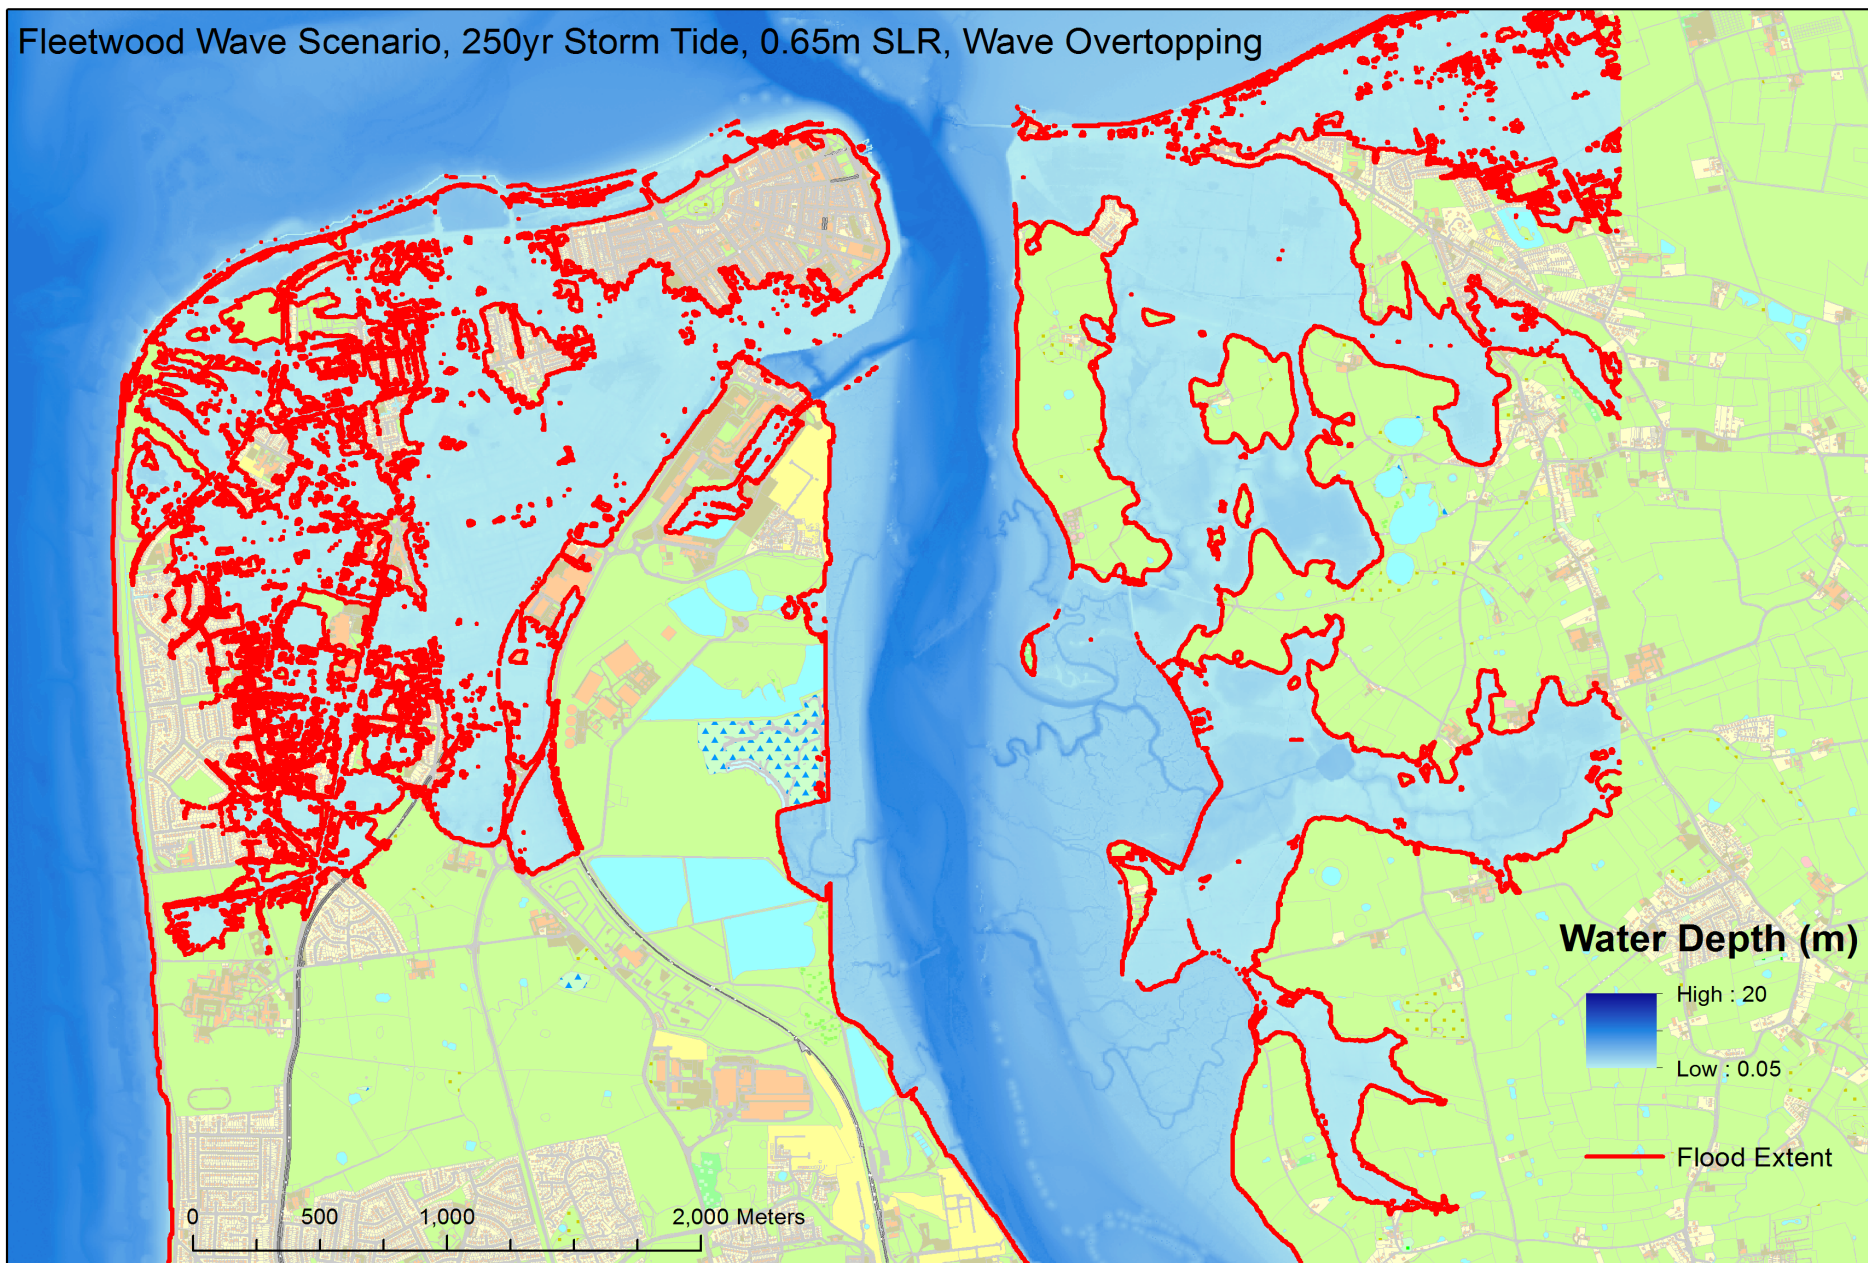 Fleetwood Wave Scenario, 250yr Storm Tide, 0.65m SLR, Wave Overtopping
Water Depth (m)
High : 20
Low : 0.05
Flood Extent
0 500 1,000 2,000 Meters